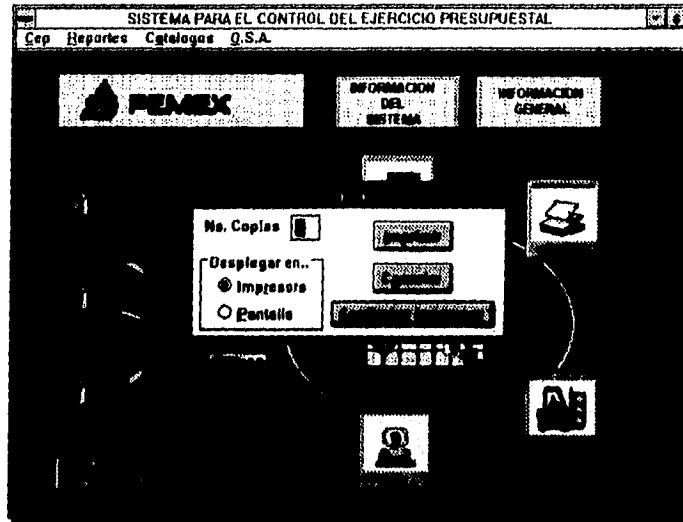 SISTEMA PARA EL CONTROL DEL EJERCICIO PRESUPUESTAL
Cep Reportes Catalogos Q.S.A.
PEMEX
INFORMACION
DEL
SISTEMA
INFORMACION
GENERAL
No. Copias
Desplegar en..
Impresora
Pantalla